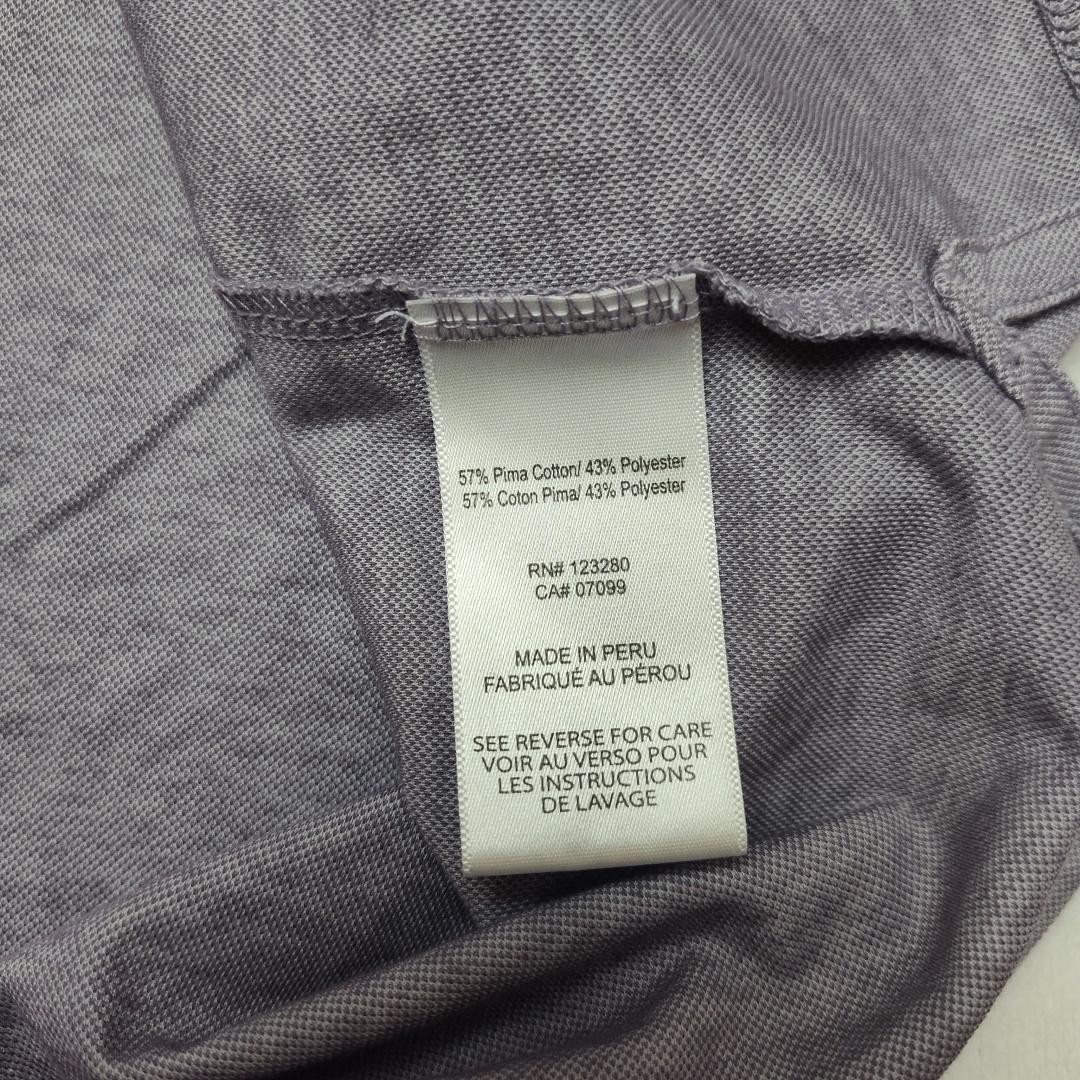 57% Pima Cotton/ 43% Polyester
57% Coton Pima/ 43% Polyester
RN# 123280
CA# 07099
MADE IN PERU
FABRIQUÉ AU PÉROU
SEE REVERSE FOR CARE
VOIR AU VERSO POUR
LES INSTRUCTIONS
DE LAVAGE